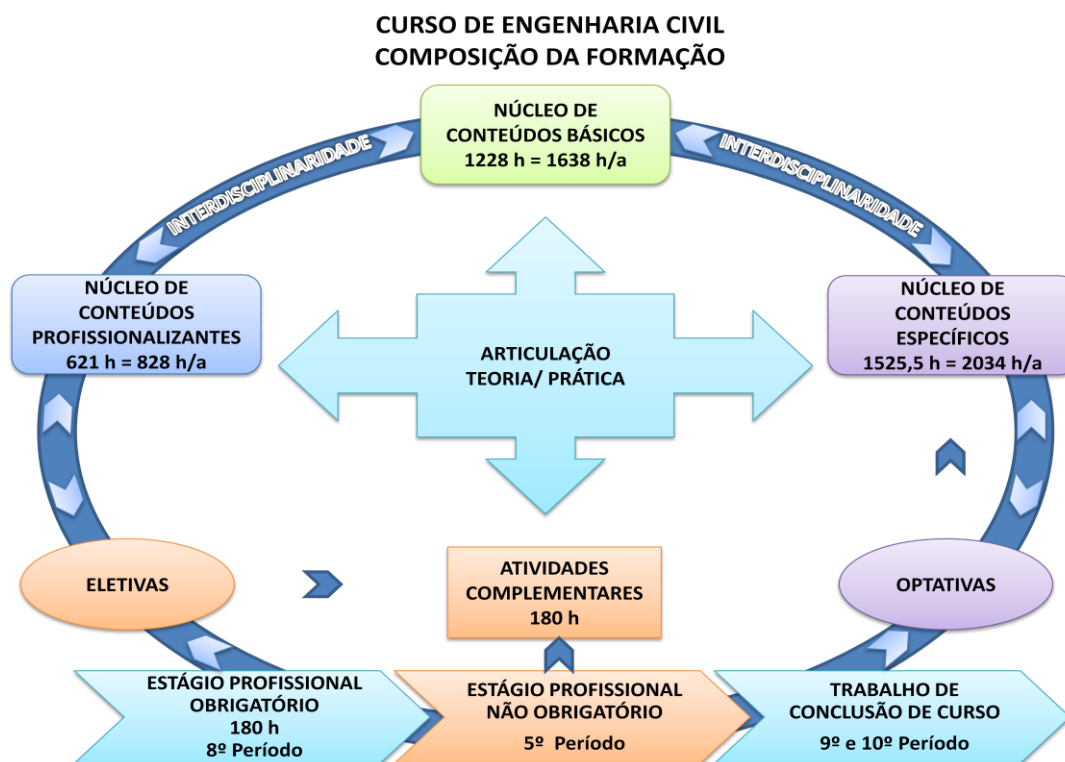 CURSO DE ENGENHARIA CIVIL
COMPOSIÇÃO DA FORMAÇÃO
NÚCLEO DE
CONTEÚDOS BÁSICOS
1228 h = 1638 h/a
INTERDISCIPLINARIDADE
INTERDISCIPLINARIDADE
NÚCLEO DE
CONTEÚDOS
PROFISSIONALIZANTES
621 h = 828 h/a
ARTICULAÇÃO
TEORIA/ PRÁTICA
NÚCLEO DE
CONTEÚDOS
ESPECÍFICOS
1525,5 h = 2034 h/a
ELETIVAS
ATIVIDADES
COMPLEMENTARES
180 h
OPTATIVAS
ESTÁGIO PROFISSIONAL
OBRIGATÓRIO
180 h
8º Período
ESTÁGIO PROFISSIONAL
NÃO OBRIGATÓRIO
5º Período
TRABALHO DE
CONCLUSÃO DE CURSO
9º e 10º Período